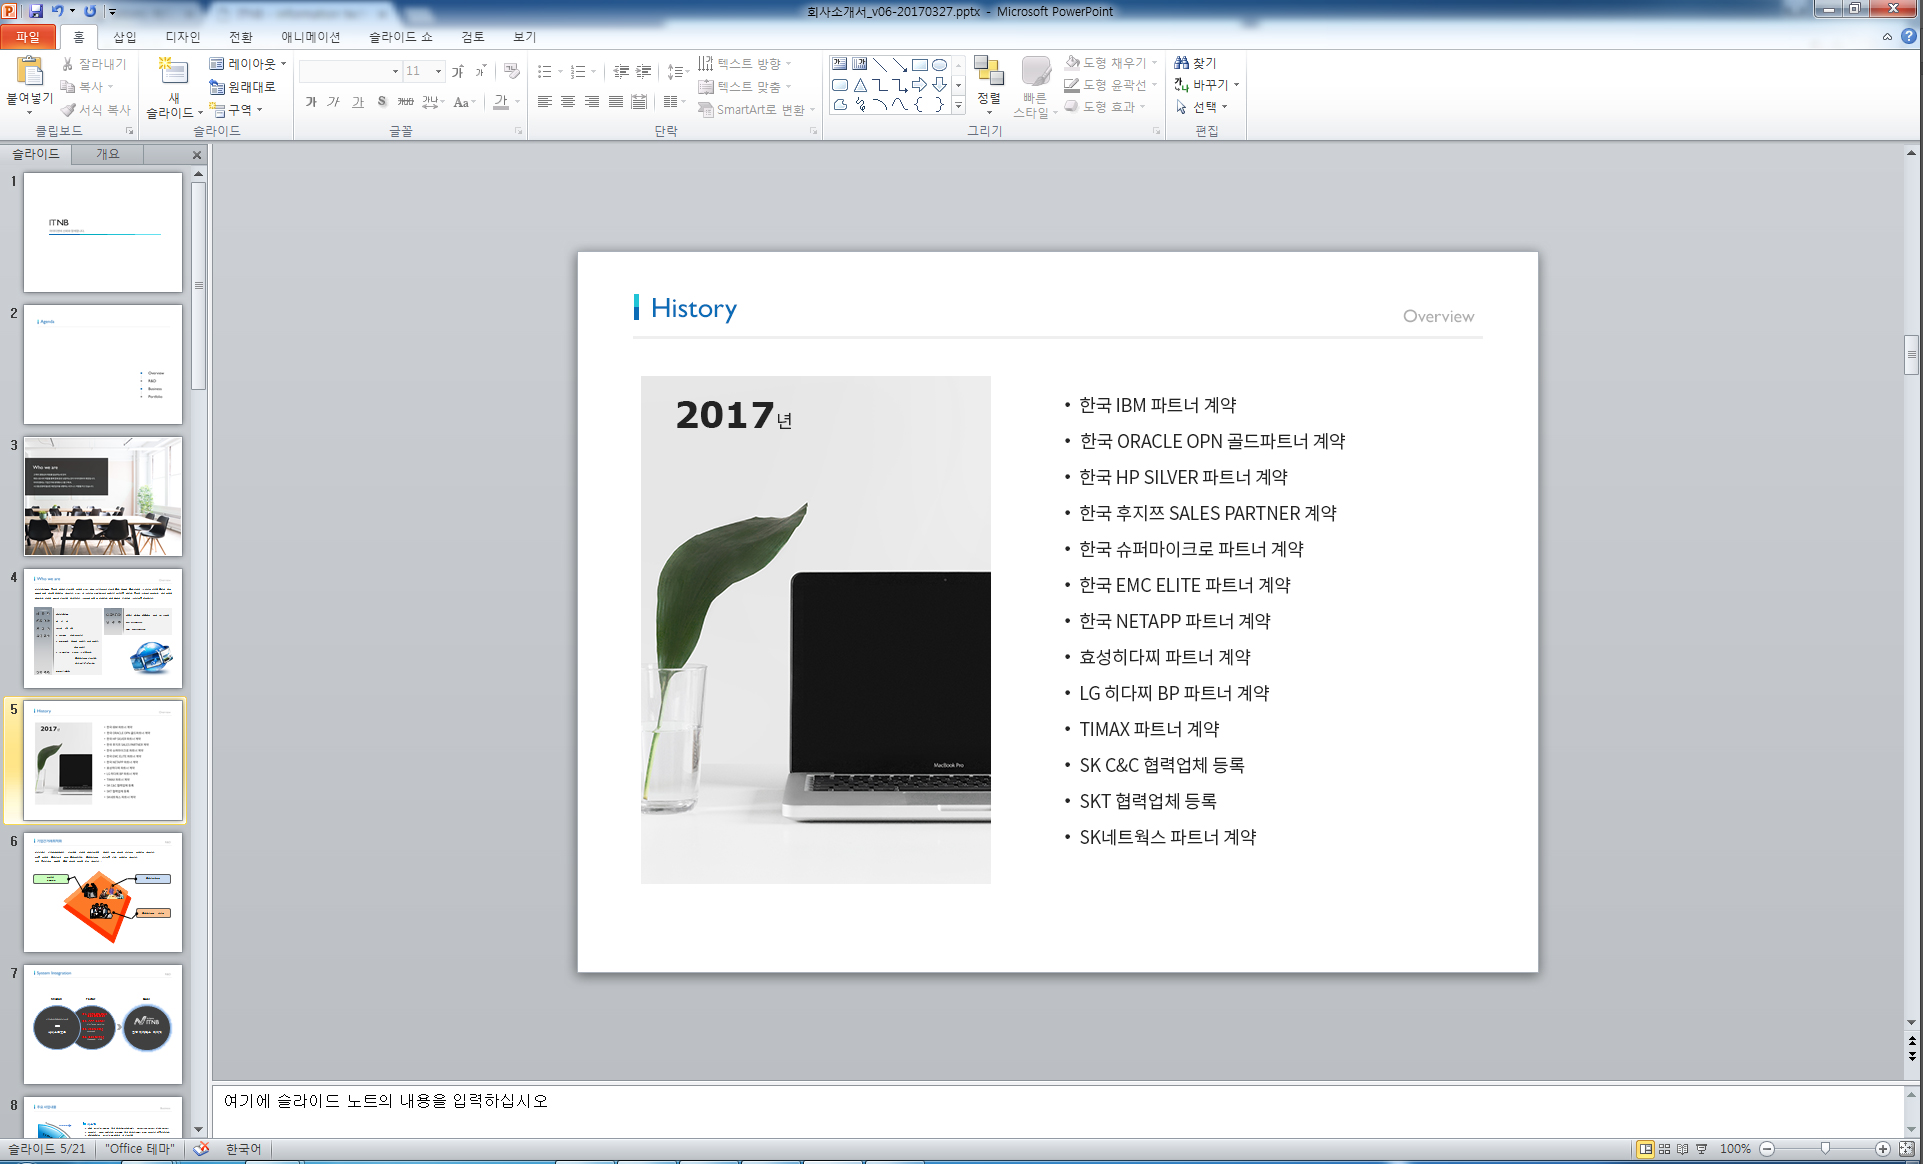 회사소개서_v06-20170327.pptx - Microsoft PowerPoint
파일 홈 삽입 디자인 전환 애니메이션 슬라이드 쇼 검토 보기
붙여넣기
잘라내기
복사
서식 복사
클립보드
새
슬라이드
레이아웃
원래대로
구역
슬라이드
11
글꼴
텍스트 방향
텍스트 맞춤
SmartArt로 변환
단락
정렬
빠른
스타일
도형 채우기
도형 윤곽선
도형 효과
그리기
찾기
바꾸기
선택
편집
슬라이드 개요
1
ITNB
2
Agenda
Overview
R&D
Business
Portfolio
3
Who we are
4
Who we are
5
History
2017년
6
7
System Integration
ITNB
8
History
Overview
2017년
MacBook Pro
• 한국 IBM 파트너 계약
• 한국 ORACLE OPN 골드파트너 계약
• 한국 HP SILVER 파트너 계약
• 한국 후지쯔 SALES PARTNER 계약
• 한국 슈퍼마이크로 파트너 계약
• 한국 EMC ELITE 파트너 계약
• 한국 NETAPP 파트너 계약
• 효성히다찌 파트너 계약
• LG 히다찌 BP 파트너 계약
• TIMAX 파트너 계약
• SK C&C 협력업체 등록
• SKT 협력업체 등록
• SK네트웍스 파트너 계약
여기에 슬라이드 노트의 내용을 입력하십시오
슬라이드 5/21 "Office 테마" 한국어 100%